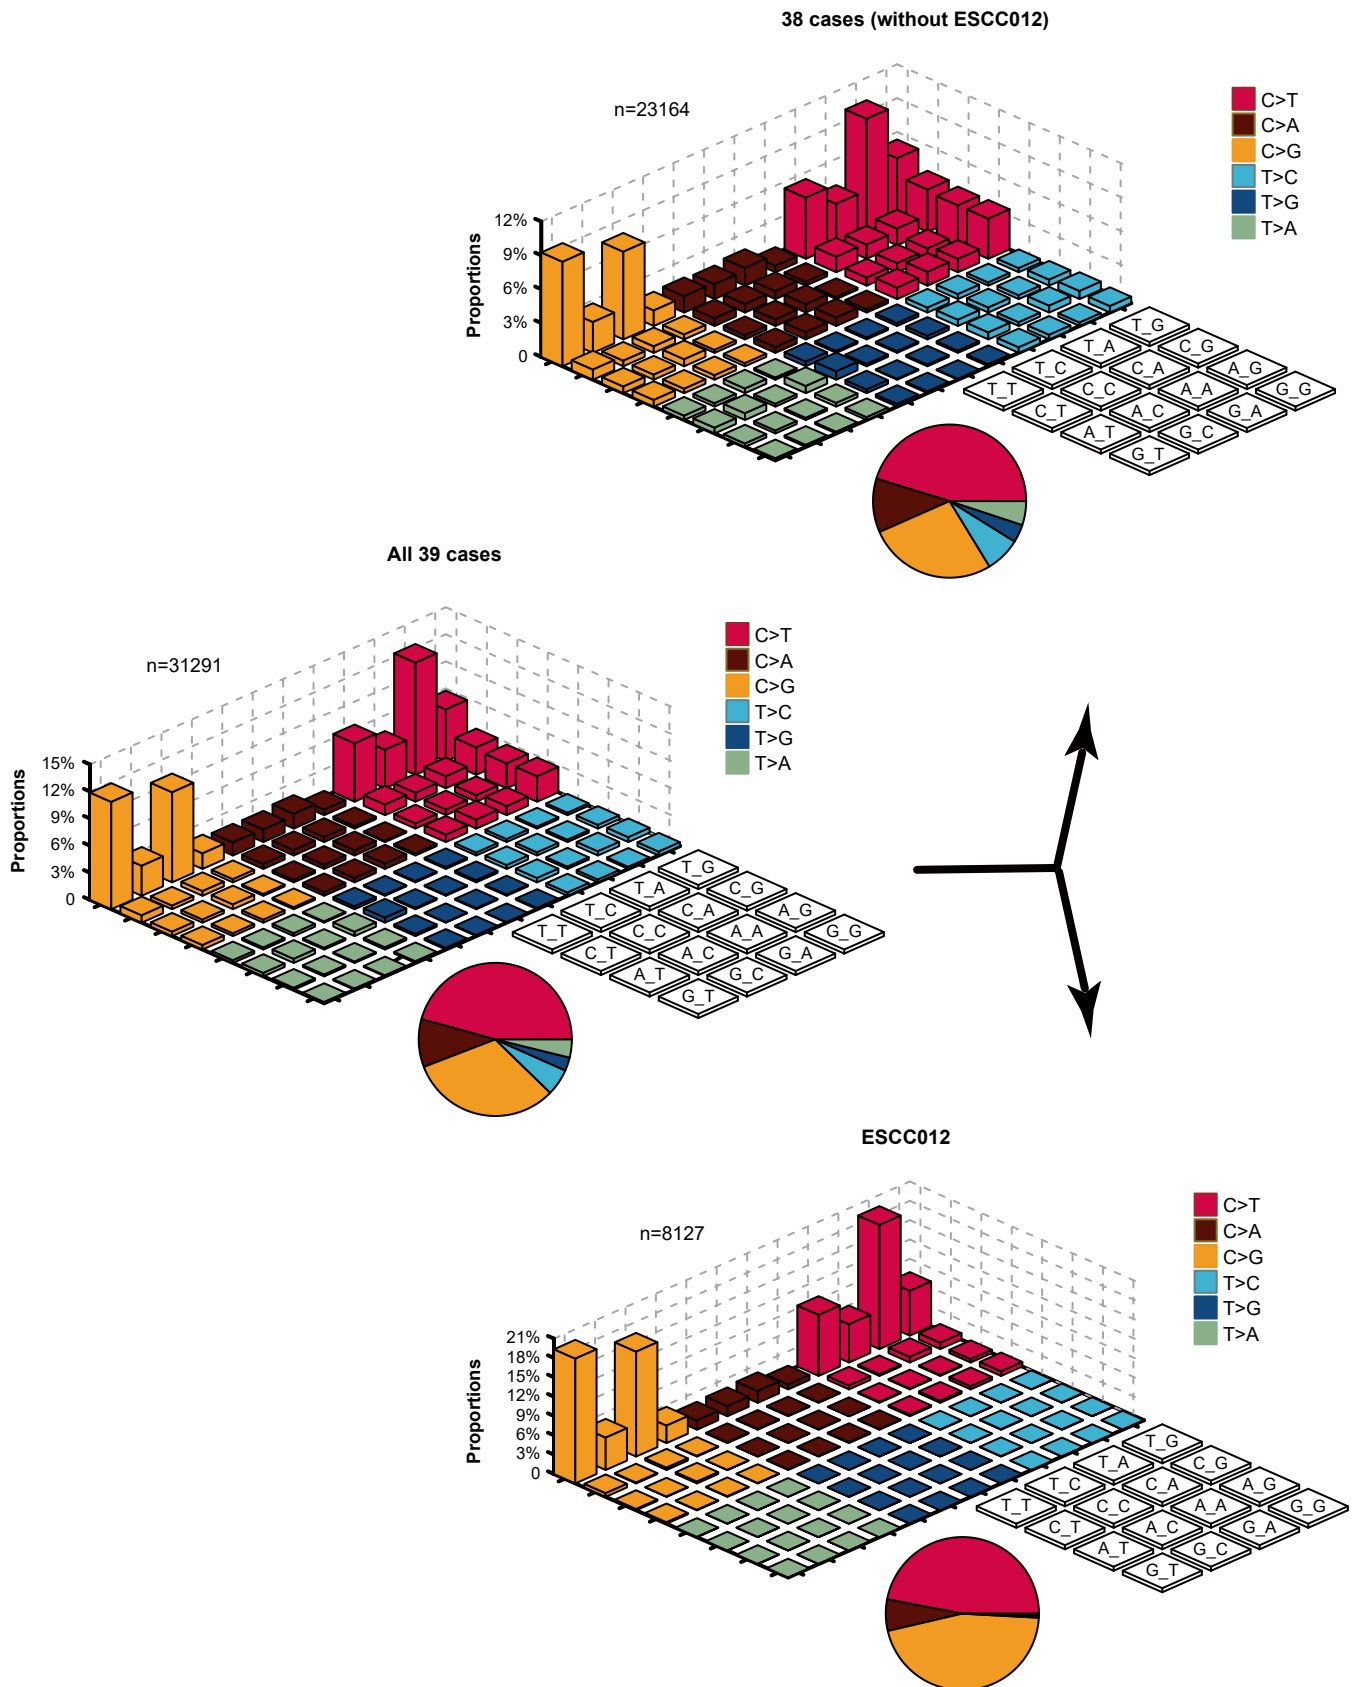 38 cases (without ESCC012)
n=23164
C>T
C>A
C>G
T>C
T>G
T>A
Proportions
12%
9%
6%
3%
0
T_G
T_A C_G
T_C C_A A_G
T_T C_C A_A G_G
C_T A_C G_A
A_T G_C
G_T
All 39 cases
n=31291
C>T
C>A
C>G
T>C
T>G
T>A
Proportions
15%
12%
9%
6%
3%
0
T_G
T_A C_G
T_C C_A A_G
T_T C_C A_A G_G
C_T A_C G_A
A_T G_C
G_T
ESCC012
n=8127
C>T
C>A
C>G
T>C
T>G
T>A
Proportions
21%
18%
15%
12%
9%
6%
3%
0
T_G
T_A C_G
T_C C_A A_G
T_T C_C A_A G_G
C_T A_C G_A
A_T G_C
G_T